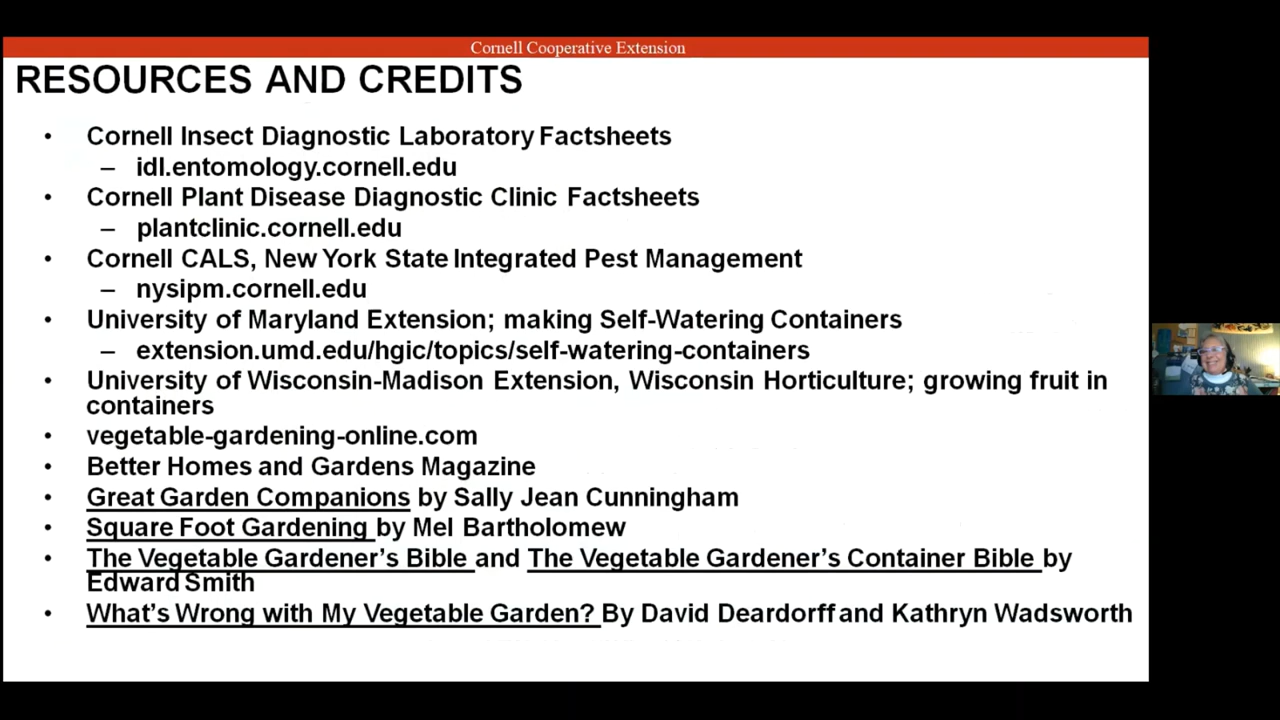 Cornell Cooperative Extension
RESOURCES AND CREDITS
• Cornell Insect Diagnostic Laboratory Factsheets
– idl.entomology.cornell.edu
• Cornell Plant Disease Diagnostic Clinic Factsheets
– plantclinic.cornell.edu
• Cornell CALS, New York State Integrated Pest Management
– nysipm.cornell.edu
• University of Maryland Extension; making Self-Watering Containers
– extension.umd.edu/hgic/topics/self-watering-containers
• University of Wisconsin-Madison Extension, Wisconsin Horticulture; growing fruit in
containers
• vegetable-gardening-online.com
• Better Homes and Gardens Magazine
• Great Garden Companions by Sally Jean Cunningham
• Square Foot Gardening by Mel Bartholomew
• The Vegetable Gardener's Bible and The Vegetable Gardener's Container Bible by
Edward Smith
• What's Wrong with My Vegetable Garden? By David Deardorff and Kathryn Wadsworth